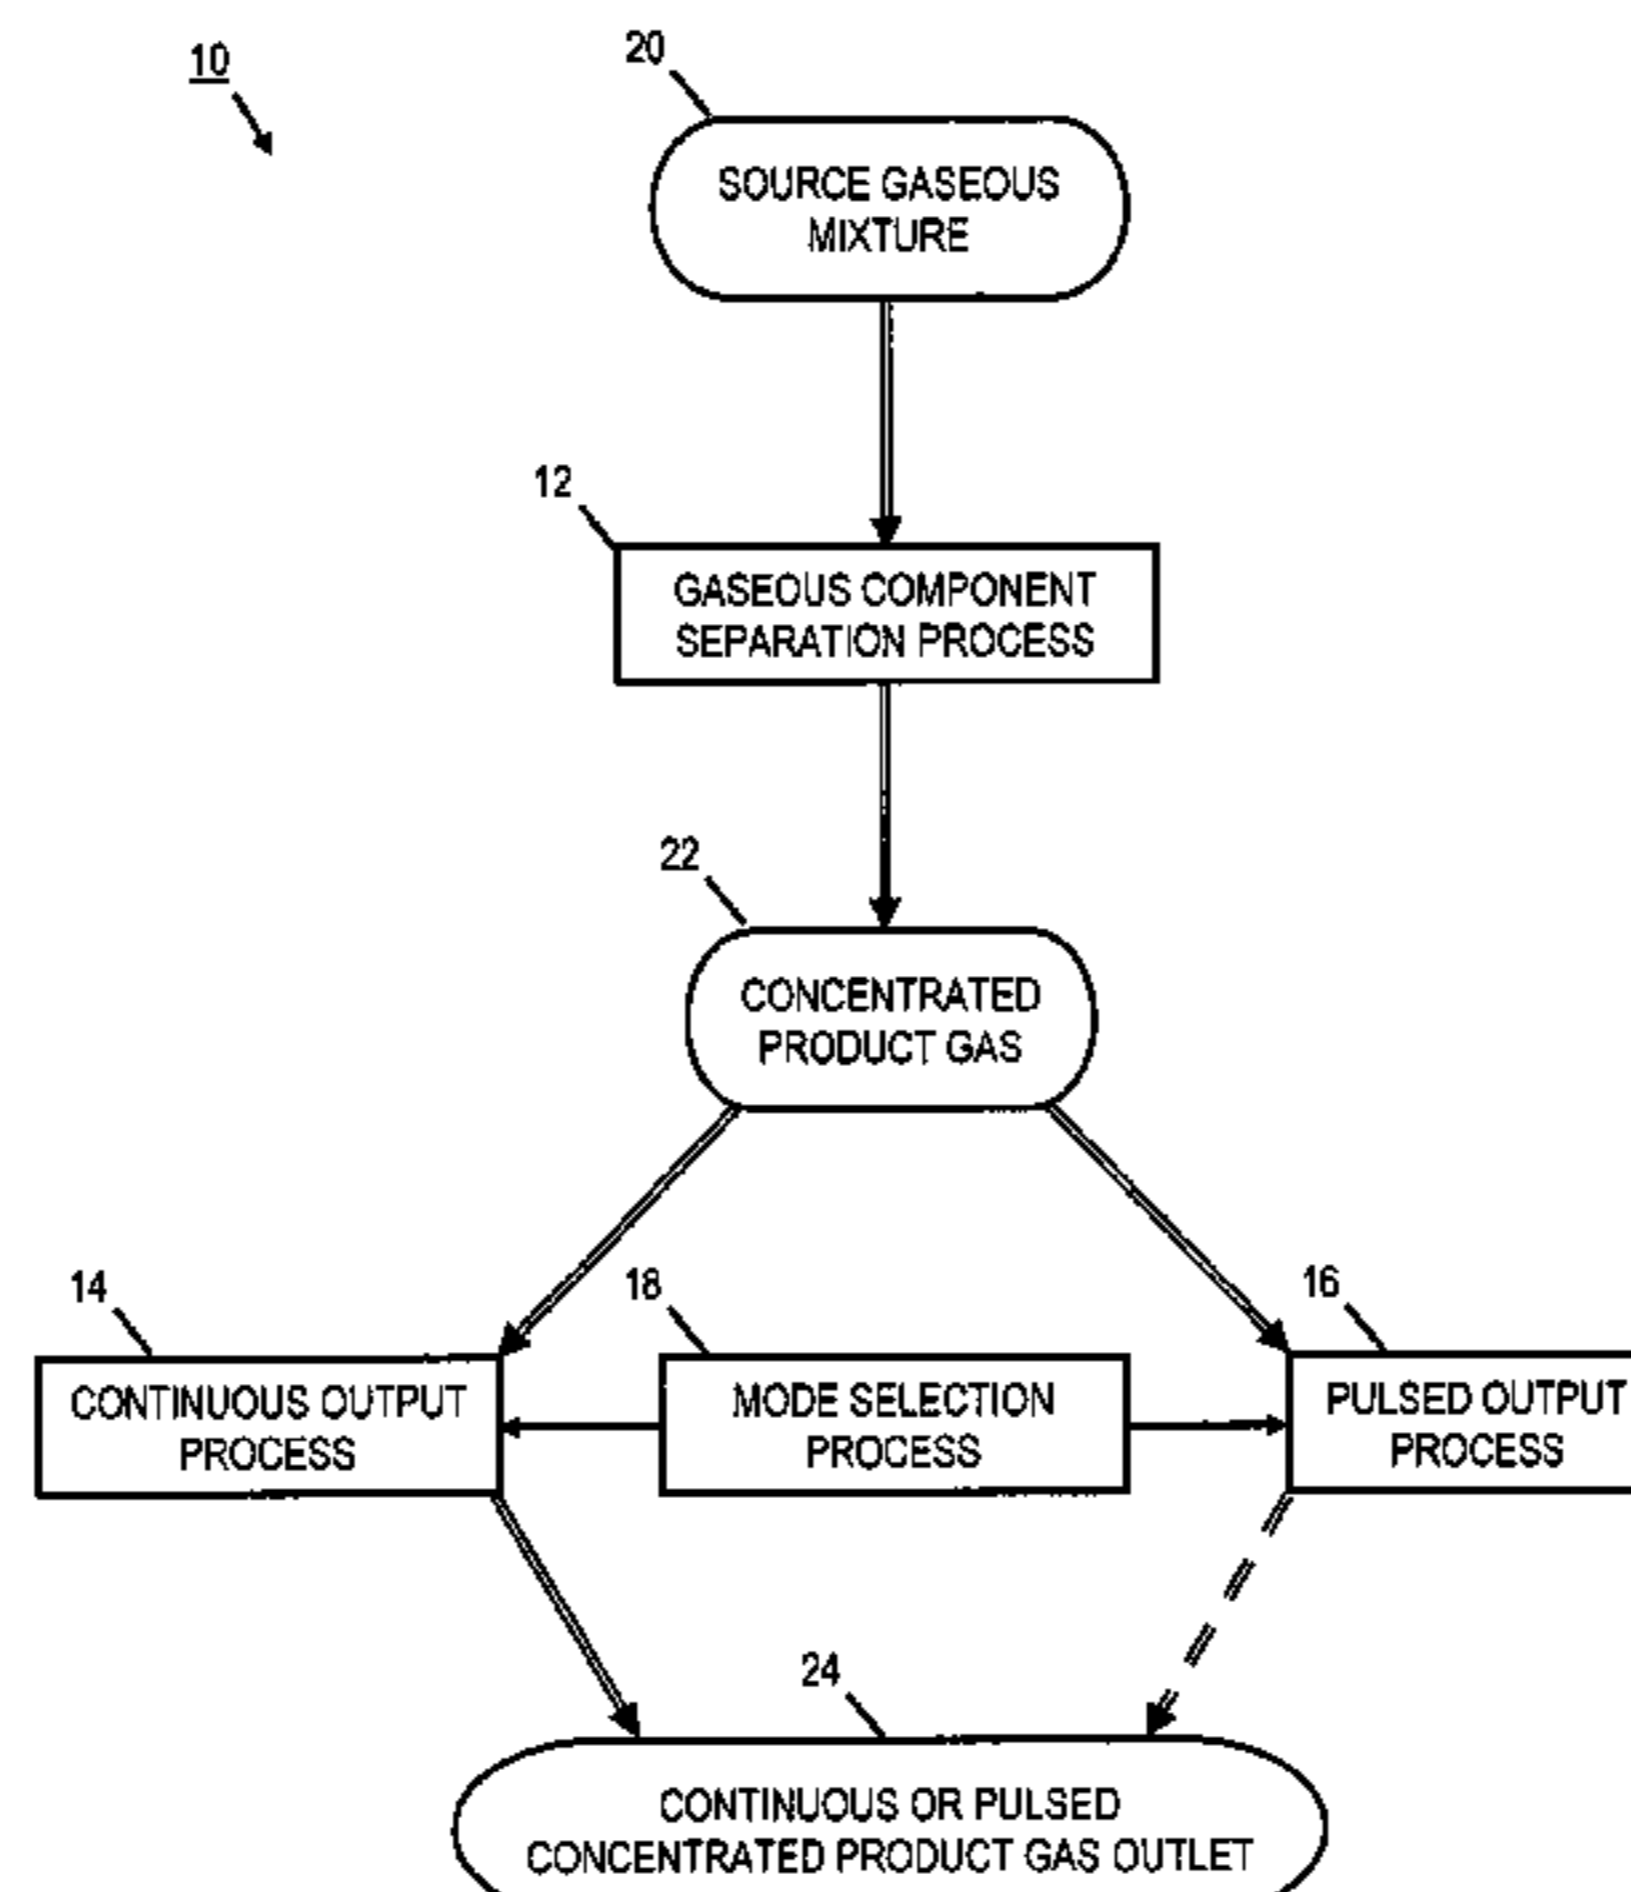 10
20
SOURCE GASEOUS
MIXTURE
12
GASEOUS COMPONENT
SEPARATION PROCESS
22
CONCENTRATED
PRODUCT GAS
14
CONTINUOUS OUTPUT
PROCESS
18
MODE SELECTION
PROCESS
16
PULSED OUTPUT
PROCESS
24
CONTINUOUS OR PULSED
CONCENTRATED PRODUCT GAS OUTLET